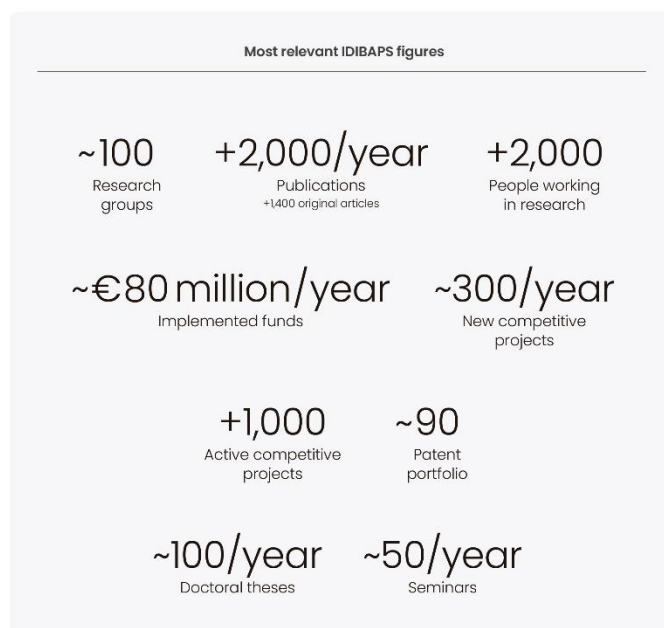 Most relevant IDIBAPS figures
~100
Research
groups
+2,000/year
Publications
+1,400 original articles
+2,000
People working
in research
~€80 million/year
Implemented funds
~300/year
New competitive
projects
+1,000
Active competitive
projects
~90
Patent
portfolio
~100/year
Doctoral theses
~50/year
Seminars